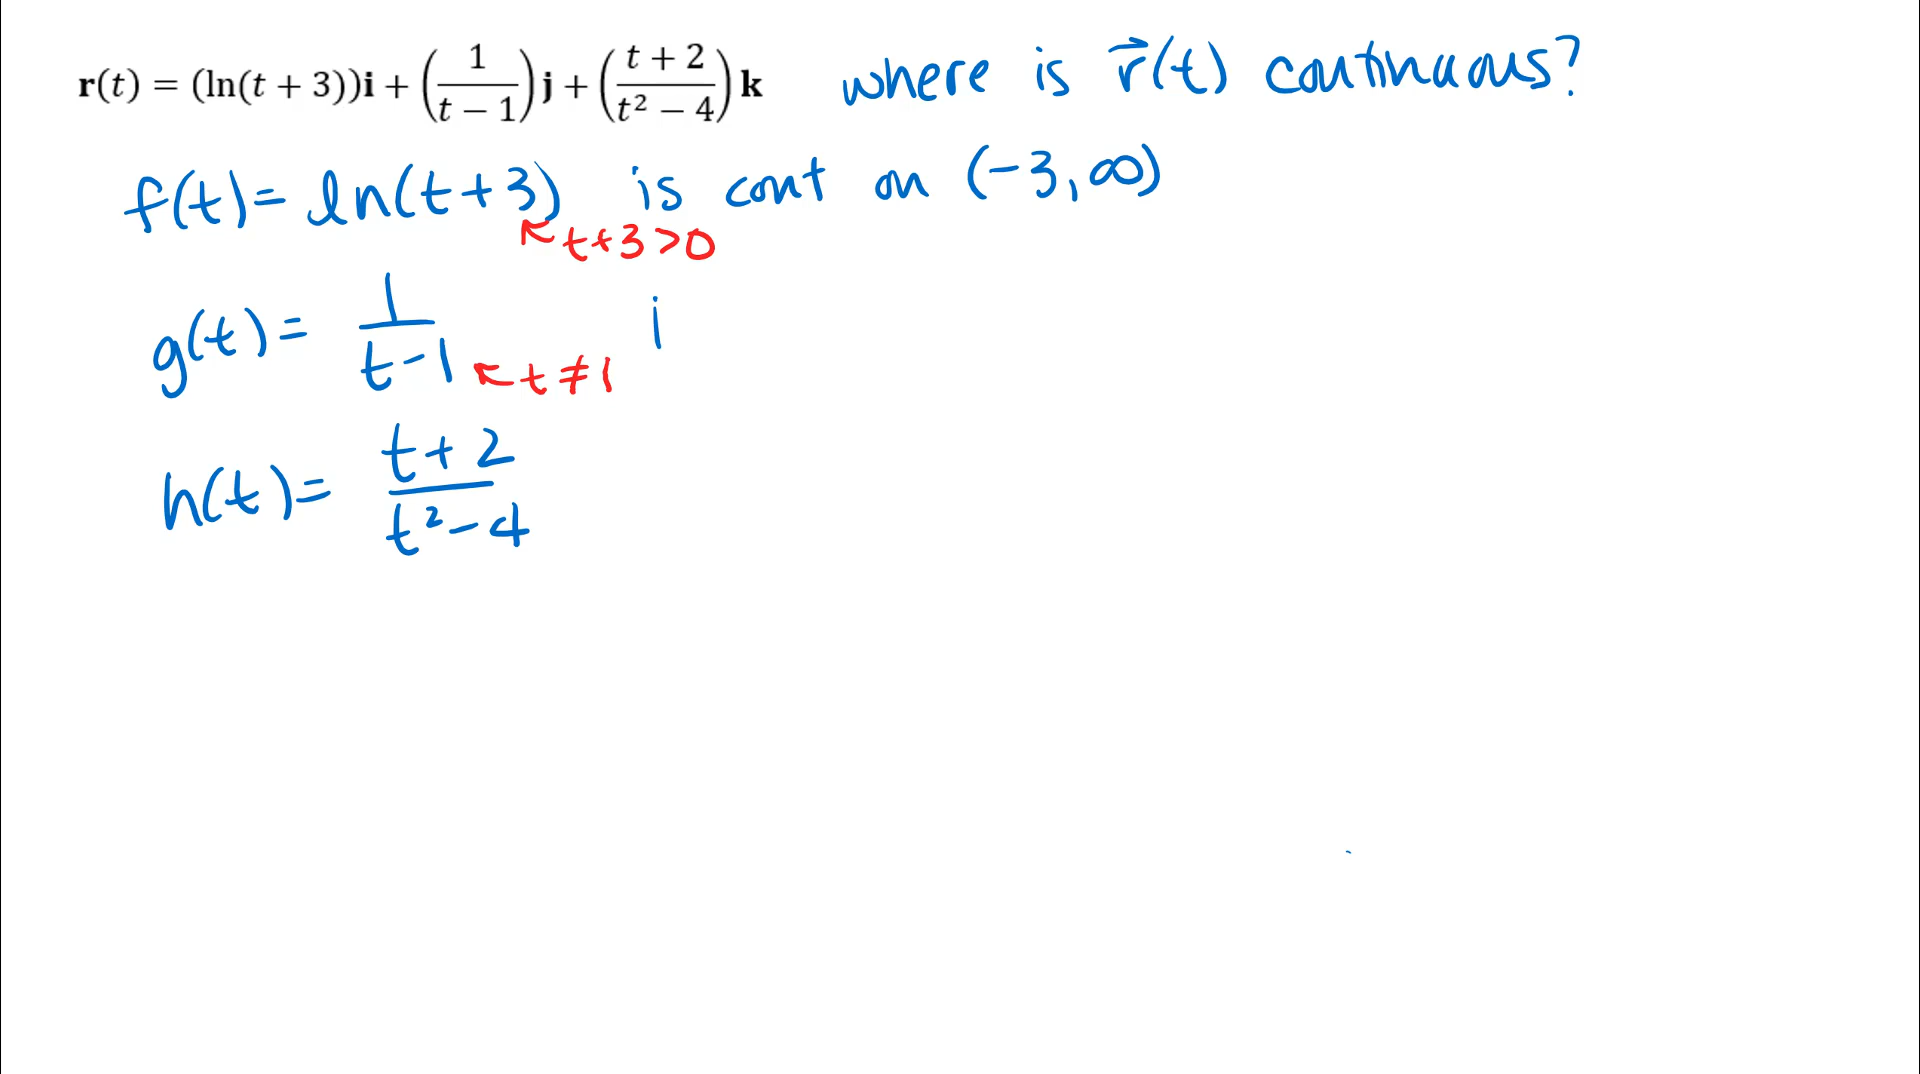 r(t) = (ln(t + 3))i + (1/(t − 1))j + ((t + 2)/(t² − 4))k where is r⃗(t) continuous?
f(t) = ln(t+3) is cont on (-3, ∞)
↖ t+3>0
g(t) = 1/(t-1) ↖ t≠1 i
h(t) = (t+2)/(t²-4)